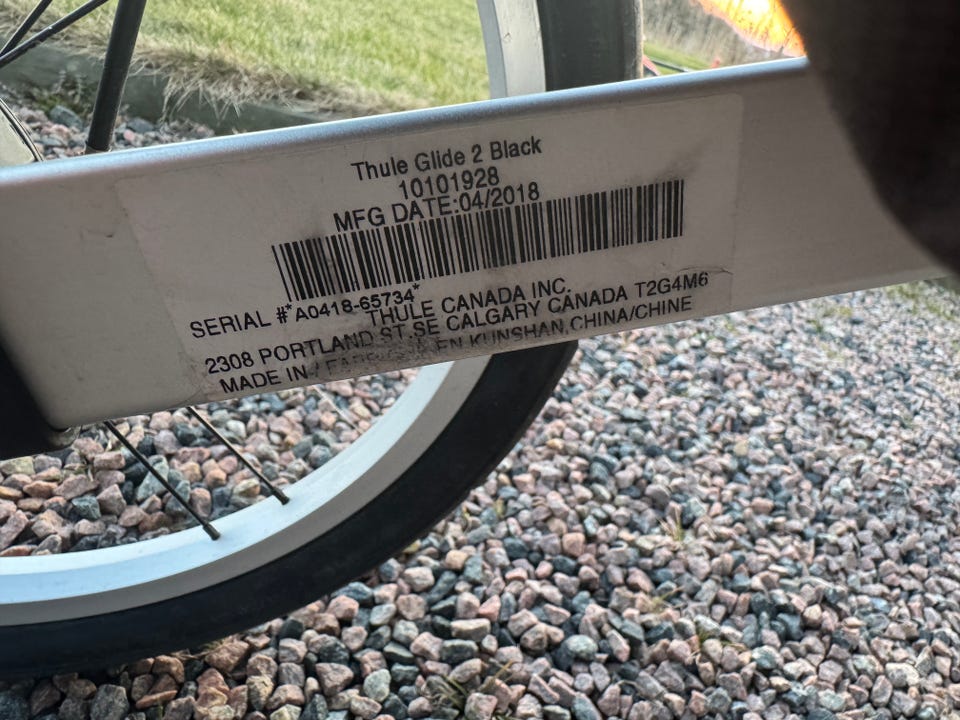 Thule Glide 2 Black
10101928
MFG DATE:04/2018
SERIAL #*A0418-65734*
THULE CANADA INC.
2308 PORTLAND ST SE CALGARY CANADA T2G4M6
MADE IN / EN KUNSHAN,CHINA/CHINE